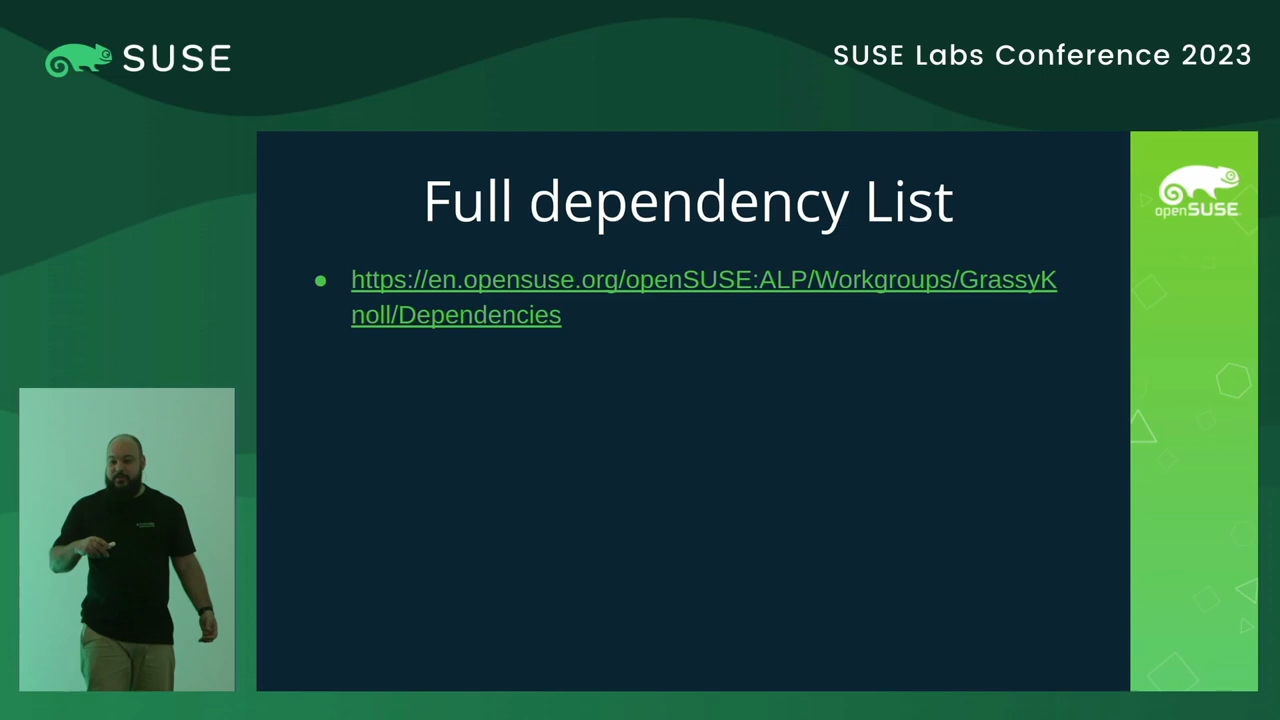 SUSE
SUSE Labs Conference 2023
Full dependency List
openSUSE
https://en.opensuse.org/openSUSE:ALP/Workgroups/GrassyK
noll/Dependencies